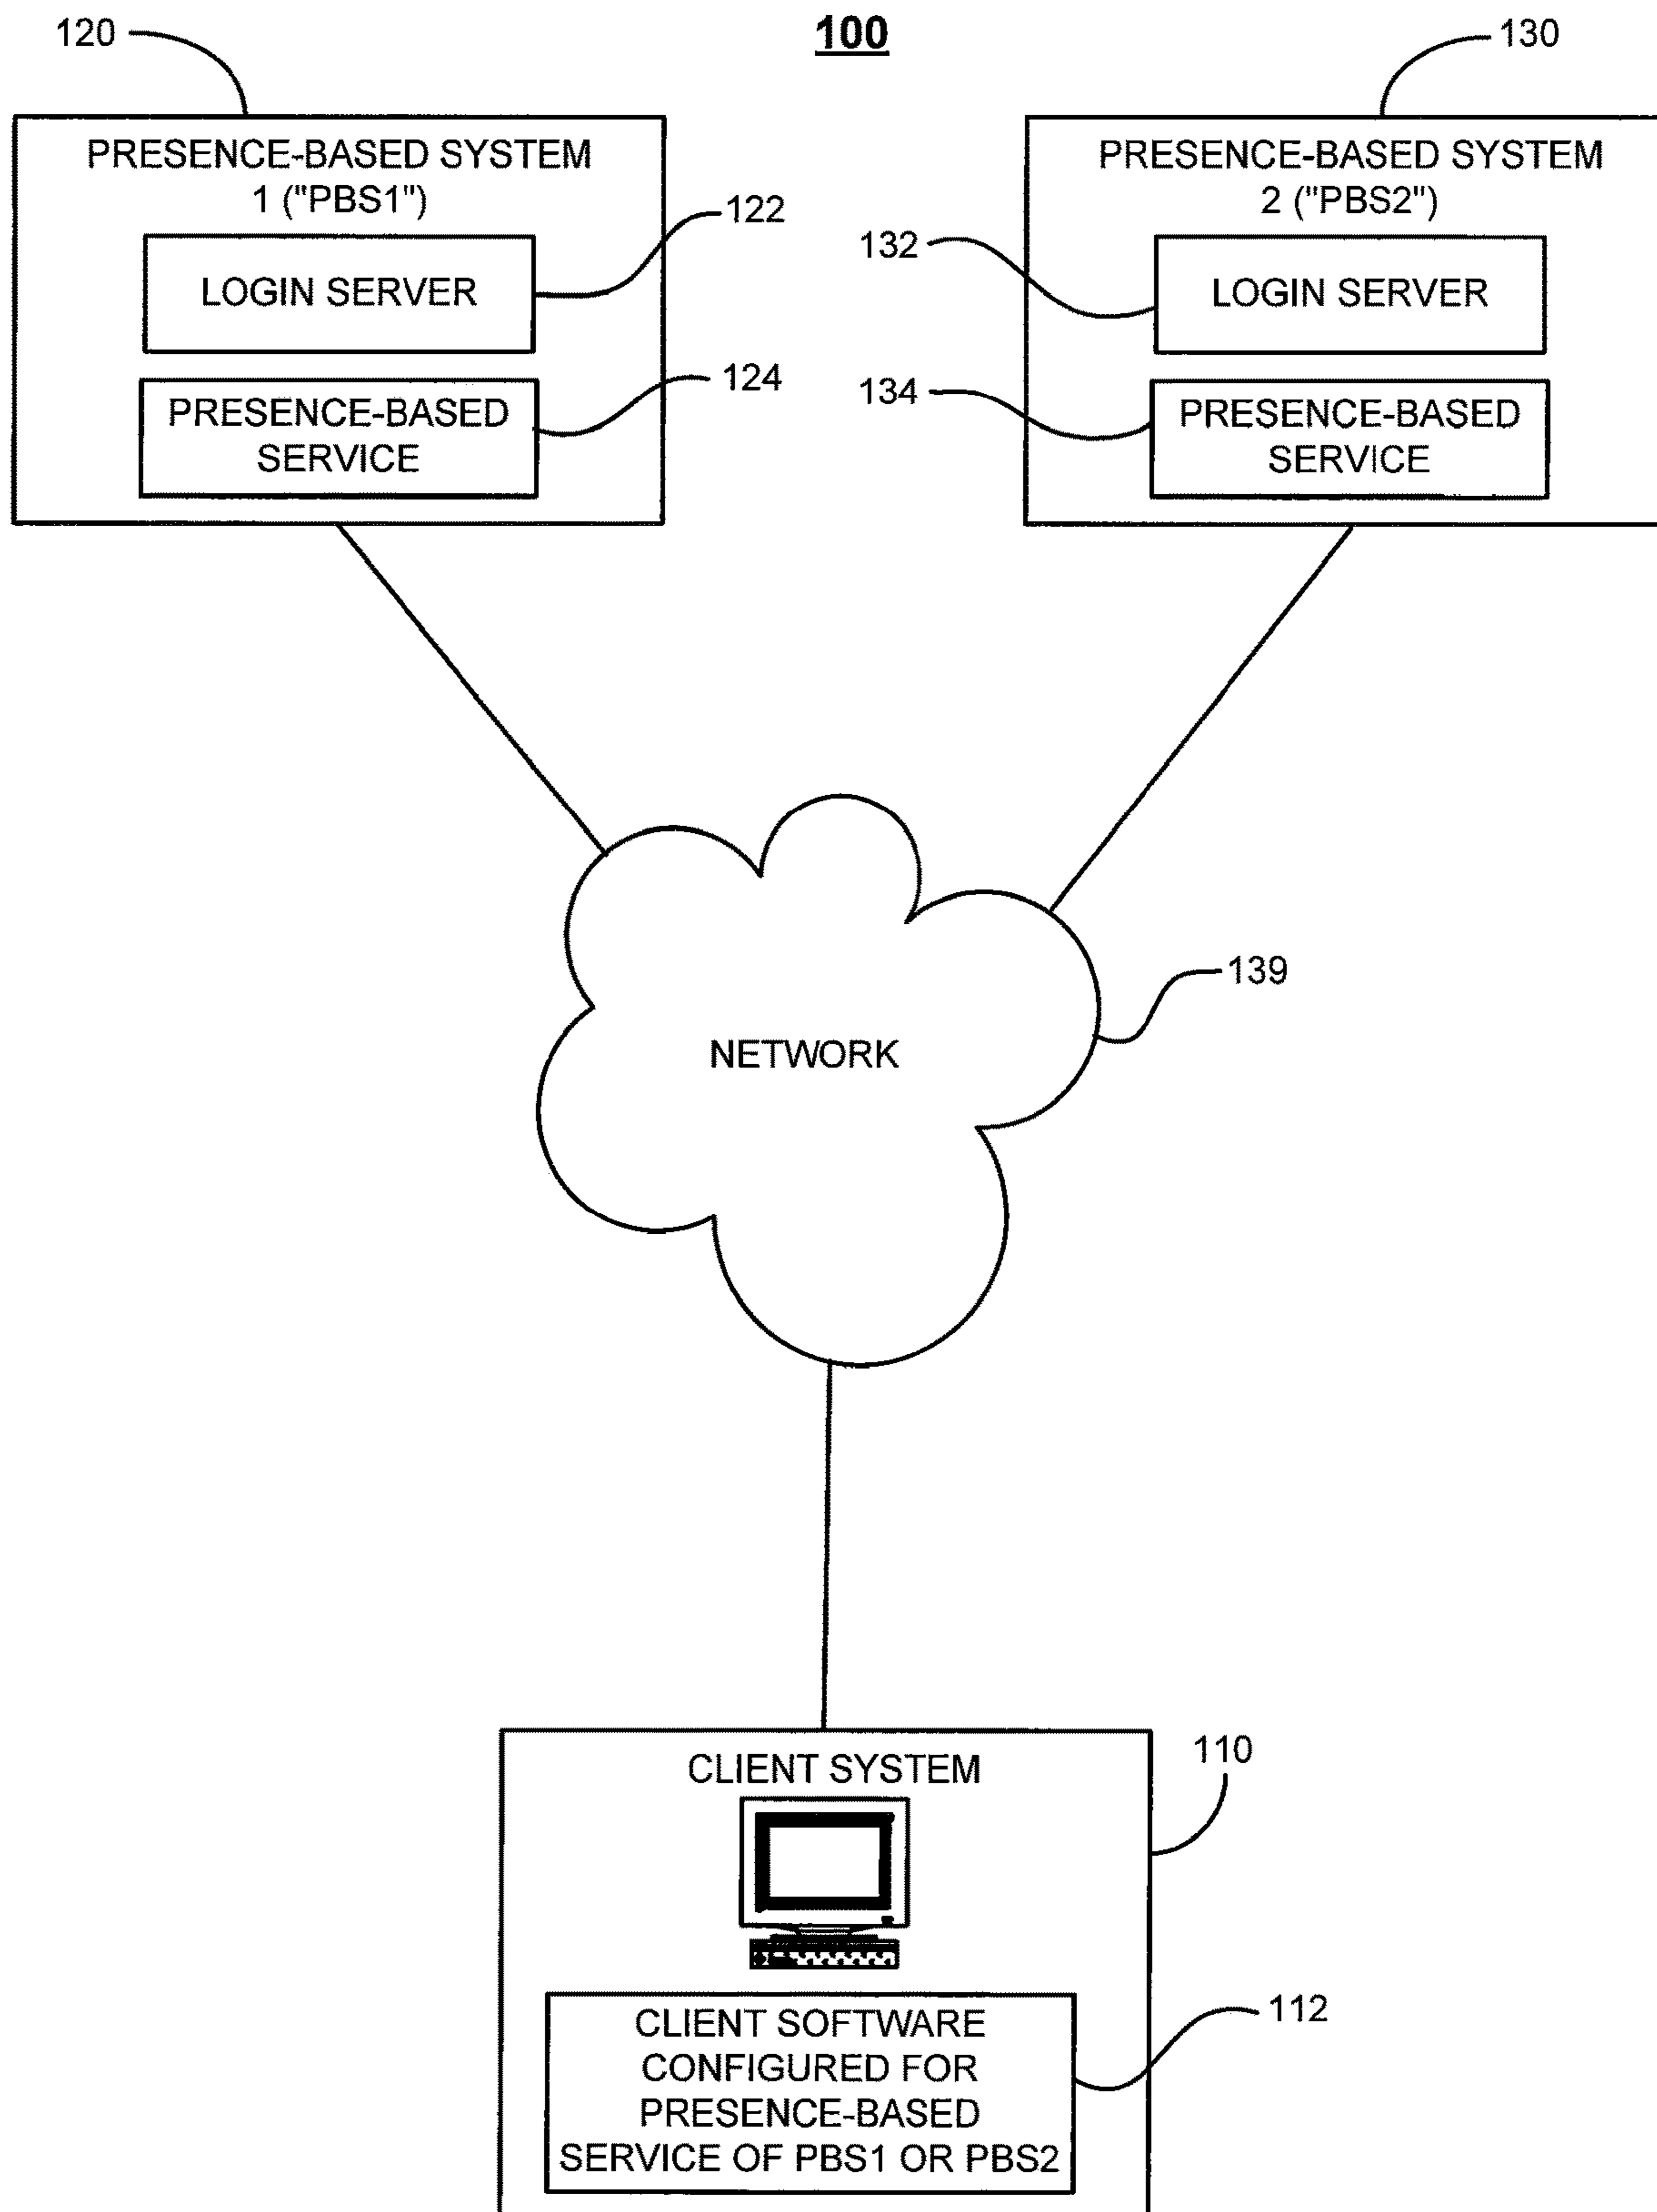 100
120
130
PRESENCE-BASED SYSTEM
1 ("PBS1")
122
LOGIN SERVER
124
PRESENCE-BASED
SERVICE
PRESENCE-BASED SYSTEM
2 ("PBS2")
132
LOGIN SERVER
134
PRESENCE-BASED
SERVICE
NETWORK
139
CLIENT SYSTEM
110
CLIENT SOFTWARE
CONFIGURED FOR
PRESENCE-BASED
SERVICE OF PBS1 OR PBS2
112